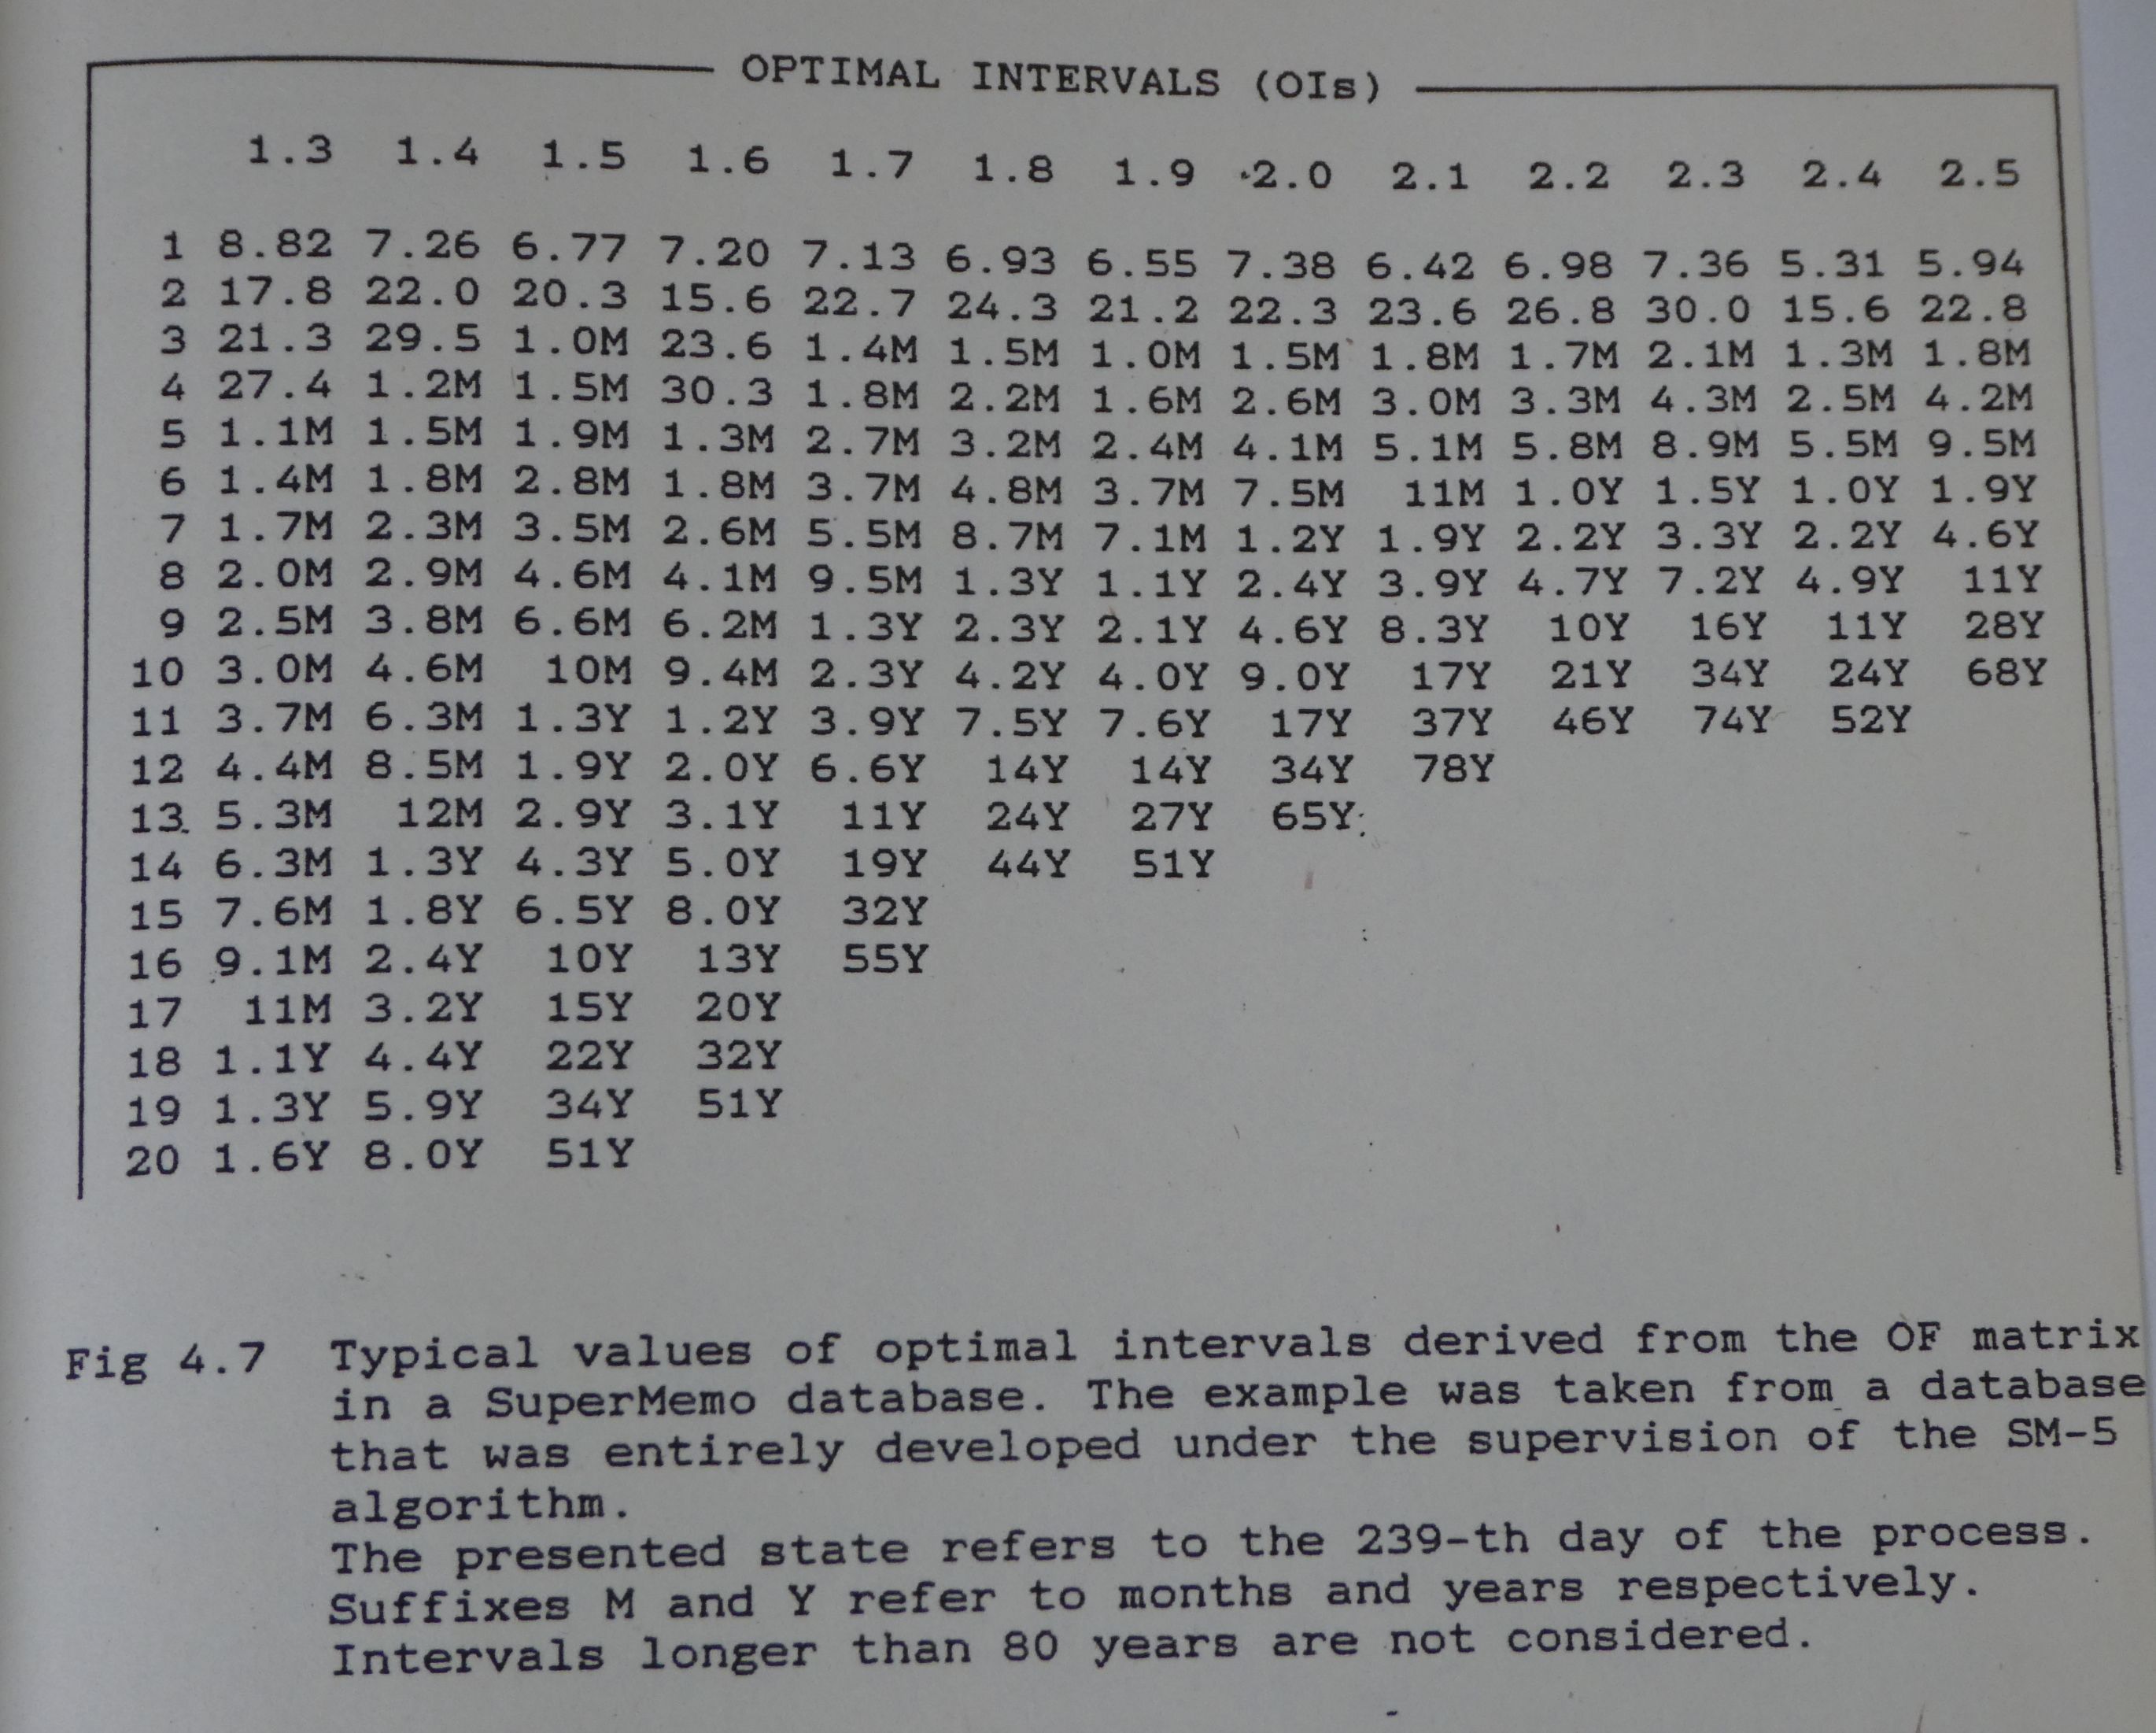 OPTIMAL INTERVALS (OIs)
1.3 1.4 1.5 1.6 1.7 1.8 1.9 2.0 2.1 2.2 2.3 2.4 2.5
1 8.82 7.26 6.77 7.20 7.13 6.93 6.55 7.38 6.42 6.98 7.36 5.31 5.94
2 17.8 22.0 20.3 15.6 22.7 24.3 21.2 22.3 23.6 26.8 30.0 15.6 22.8
3 21.3 29.5 1.0M 23.6 1.4M 1.5M 1.0M 1.5M 1.8M 1.7M 2.1M 1.3M 1.8M
4 27.4 1.2M 1.5M 30.3 1.8M 2.2M 1.6M 2.6M 3.0M 3.3M 4.3M 2.5M 4.2M
5 1.1M 1.5M 1.9M 1.3M 2.7M 3.2M 2.4M 4.1M 5.1M 5.8M 8.9M 5.5M 9.5M
6 1.4M 1.8M 2.8M 1.8M 3.7M 4.8M 3.7M 7.5M 11M 1.0Y 1.5Y 1.0Y 1.9Y
7 1.7M 2.3M 3.5M 2.6M 5.5M 8.7M 7.1M 1.2Y 1.9Y 2.2Y 3.3Y 2.2Y 4.6Y
8 2.0M 2.9M 4.6M 4.1M 9.5M 1.3Y 1.1Y 2.4Y 3.9Y 4.7Y 7.2Y 4.9Y 11Y
9 2.5M 3.8M 6.6M 6.2M 1.3Y 2.3Y 2.1Y 4.6Y 8.3Y 10Y 16Y 11Y 28Y
10 3.0M 4.6M 10M 9.4M 2.3Y 4.2Y 4.0Y 9.0Y 17Y 21Y 34Y 24Y 68Y
11 3.7M 6.3M 1.3Y 1.2Y 3.9Y 7.5Y 7.6Y 17Y 37Y 46Y 74Y 52Y
12 4.4M 8.5M 1.9Y 2.0Y 6.6Y 14Y 14Y 34Y 78Y
13 5.3M 12M 2.9Y 3.1Y 11Y 24Y 27Y 65Y
14 6.3M 1.3Y 4.3Y 5.0Y 19Y 44Y 51Y
15 7.6M 1.8Y 6.5Y 8.0Y 32Y
16 9.1M 2.4Y 10Y 13Y 55Y
17 11M 3.2Y 15Y 20Y
18 1.1Y 4.4Y 22Y 32Y
19 1.3Y 5.9Y 34Y 51Y
20 1.6Y 8.0Y 51Y
Fig 4.7 Typical values of optimal intervals derived from the OF matrix
in a SuperMemo database. The example was taken from a database
that was entirely developed under the supervision of the SM-5
algorithm.
The presented state refers to the 239-th day of the process.
Suffixes M and Y refer to months and years respectively.
Intervals longer than 80 years are not considered.